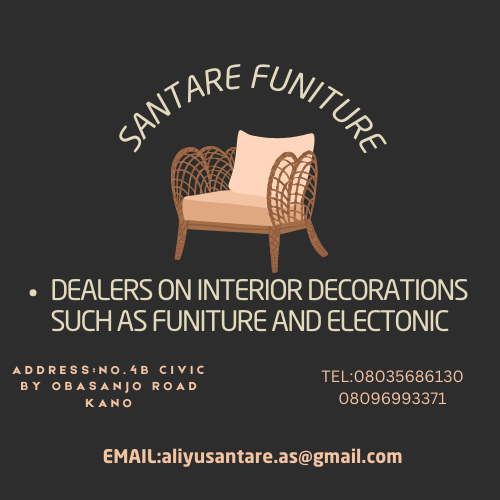 SANTARE FUNITURE
• DEALERS ON INTERIOR DECORATIONS
SUCH AS FUNITURE AND ELECTONIC
ADDRESS:NO.4B CIVIC
BY OBASANJO ROAD
KANO
TEL:08035686130
08096993371
EMAIL:aliyusantare.as@gmail.com